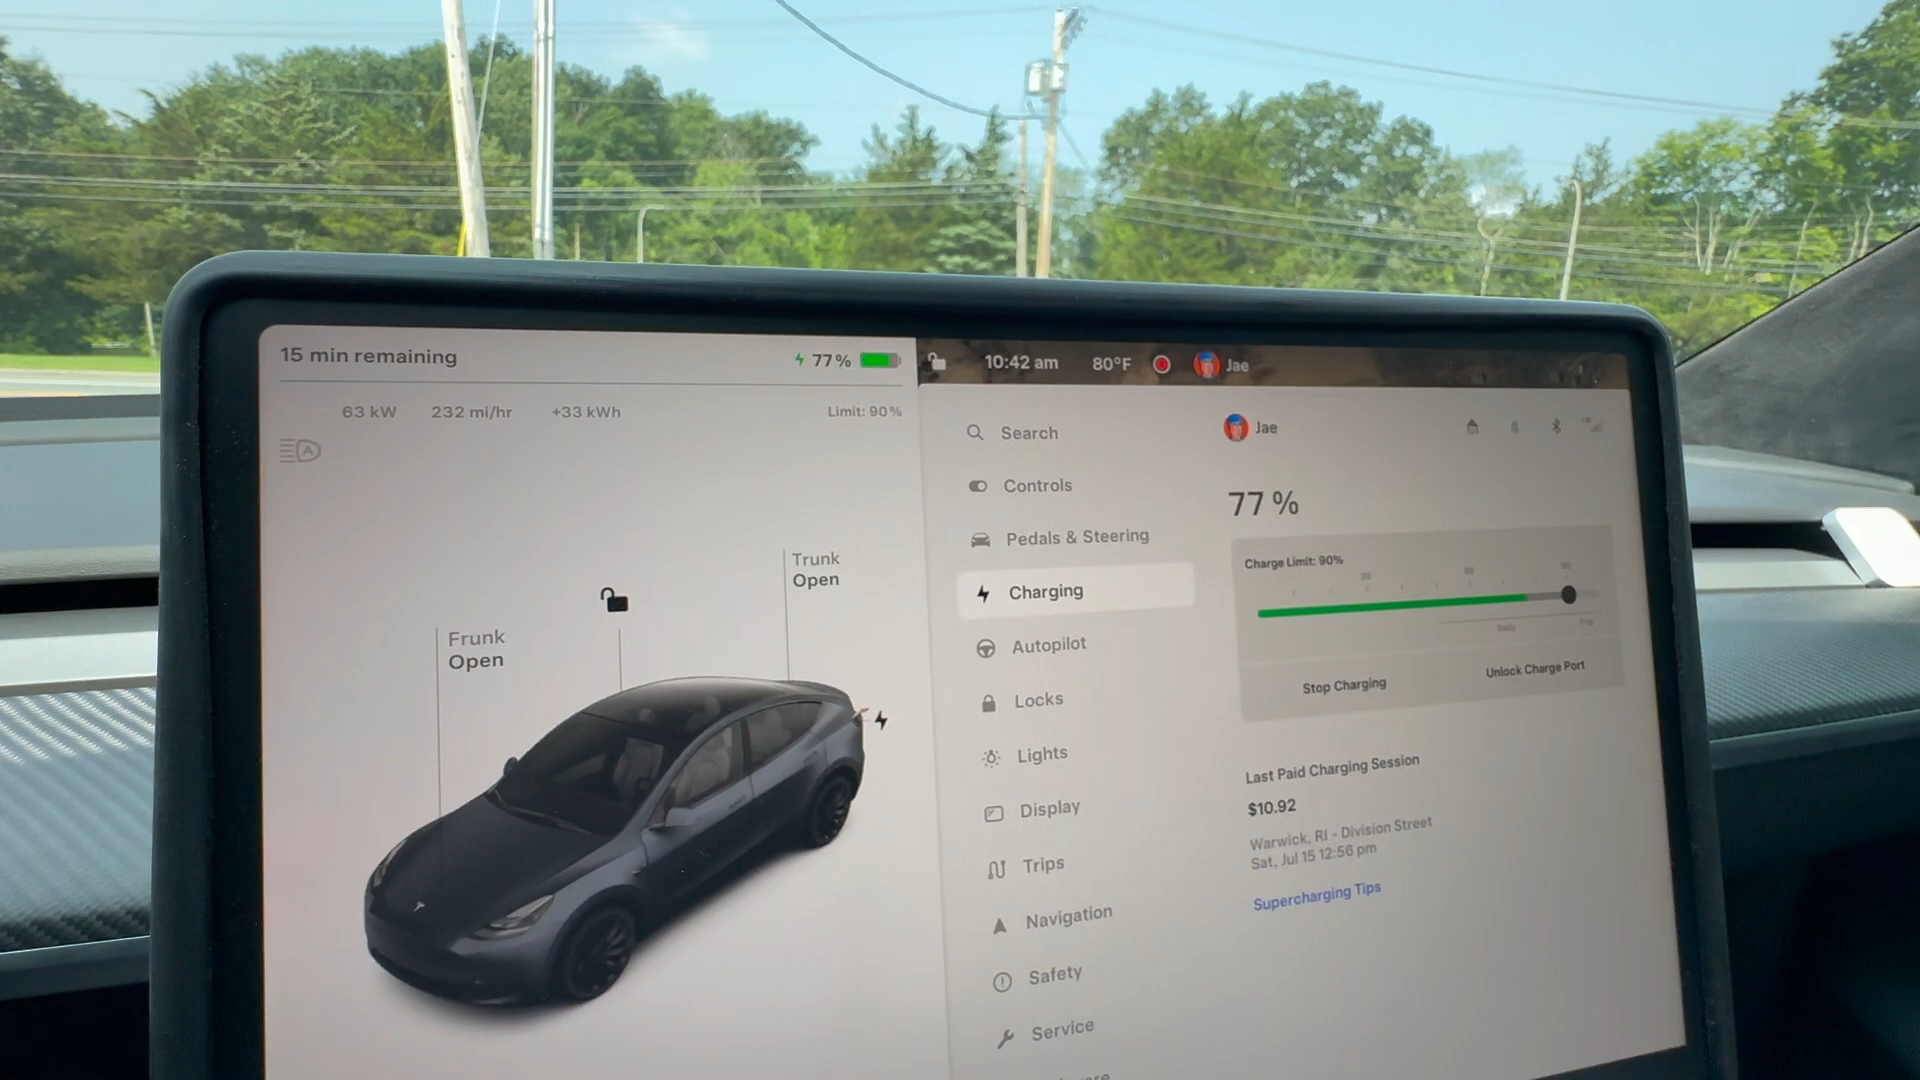 15 min remaining
77%
63 kW 232 mi/hr +33 kWh Limit: 90%
A
Trunk
Open
Frunk
Open
10:42 am 80°F Jae
Search
Controls
Pedals & Steering
Charging
Autopilot
Locks
Lights
Display
Trips
Navigation
Safety
Service
Jae
77 %
Charge Limit: 90%
Daily Trip
Stop Charging Unlock Charge Port
Last Paid Charging Session
$10.92
Warwick, RI - Division Street
Sat, Jul 15 12:56 pm
Supercharging Tips